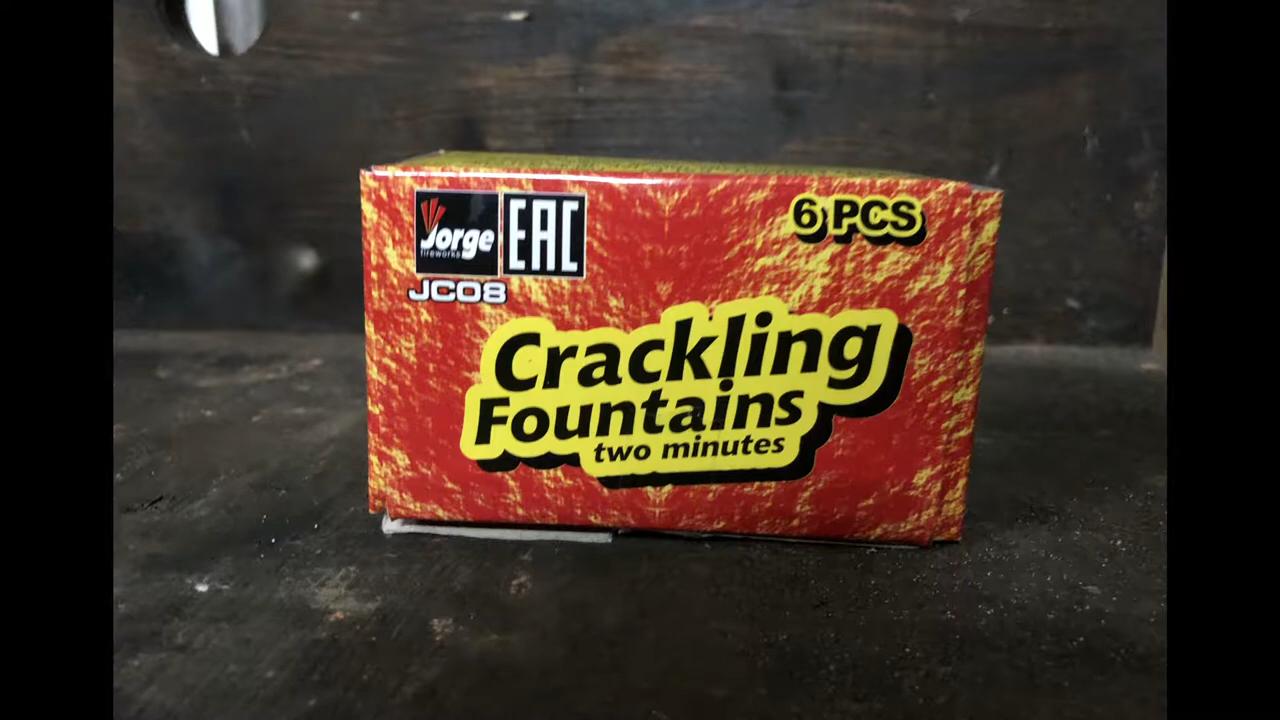 Jorge
fireworks
EAC
JC08
6 PCS
Crackling
Fountains
two minutes